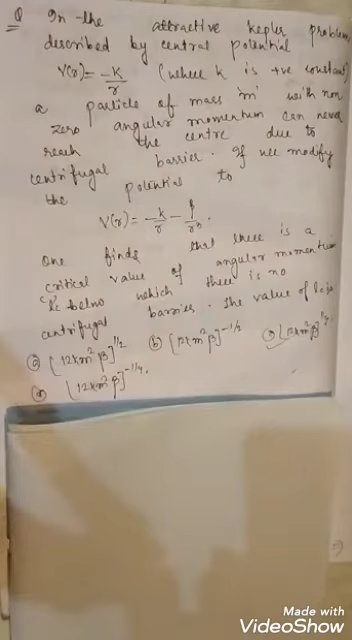 Q In the attractive kepler problem
described by central potential
V(r) = -k/r (where k is +ve constant)
a particle of mass 'm' with non
zero angular momentum can never
reach the centre due to
centrifugal barrier. If we modify
the potential to
V(r) = -k/r - β/r³.
One finds that there is a
critical value of angular momentum
'lc' below which there is no
centrifugal barrier. The value of lc is
(a) [12km²β]^1/2 (b) [12km²β]^-1/2 (c) [12km²β]^1/4
(d) [12km²β]^-1/4.
Made with
VideoShow